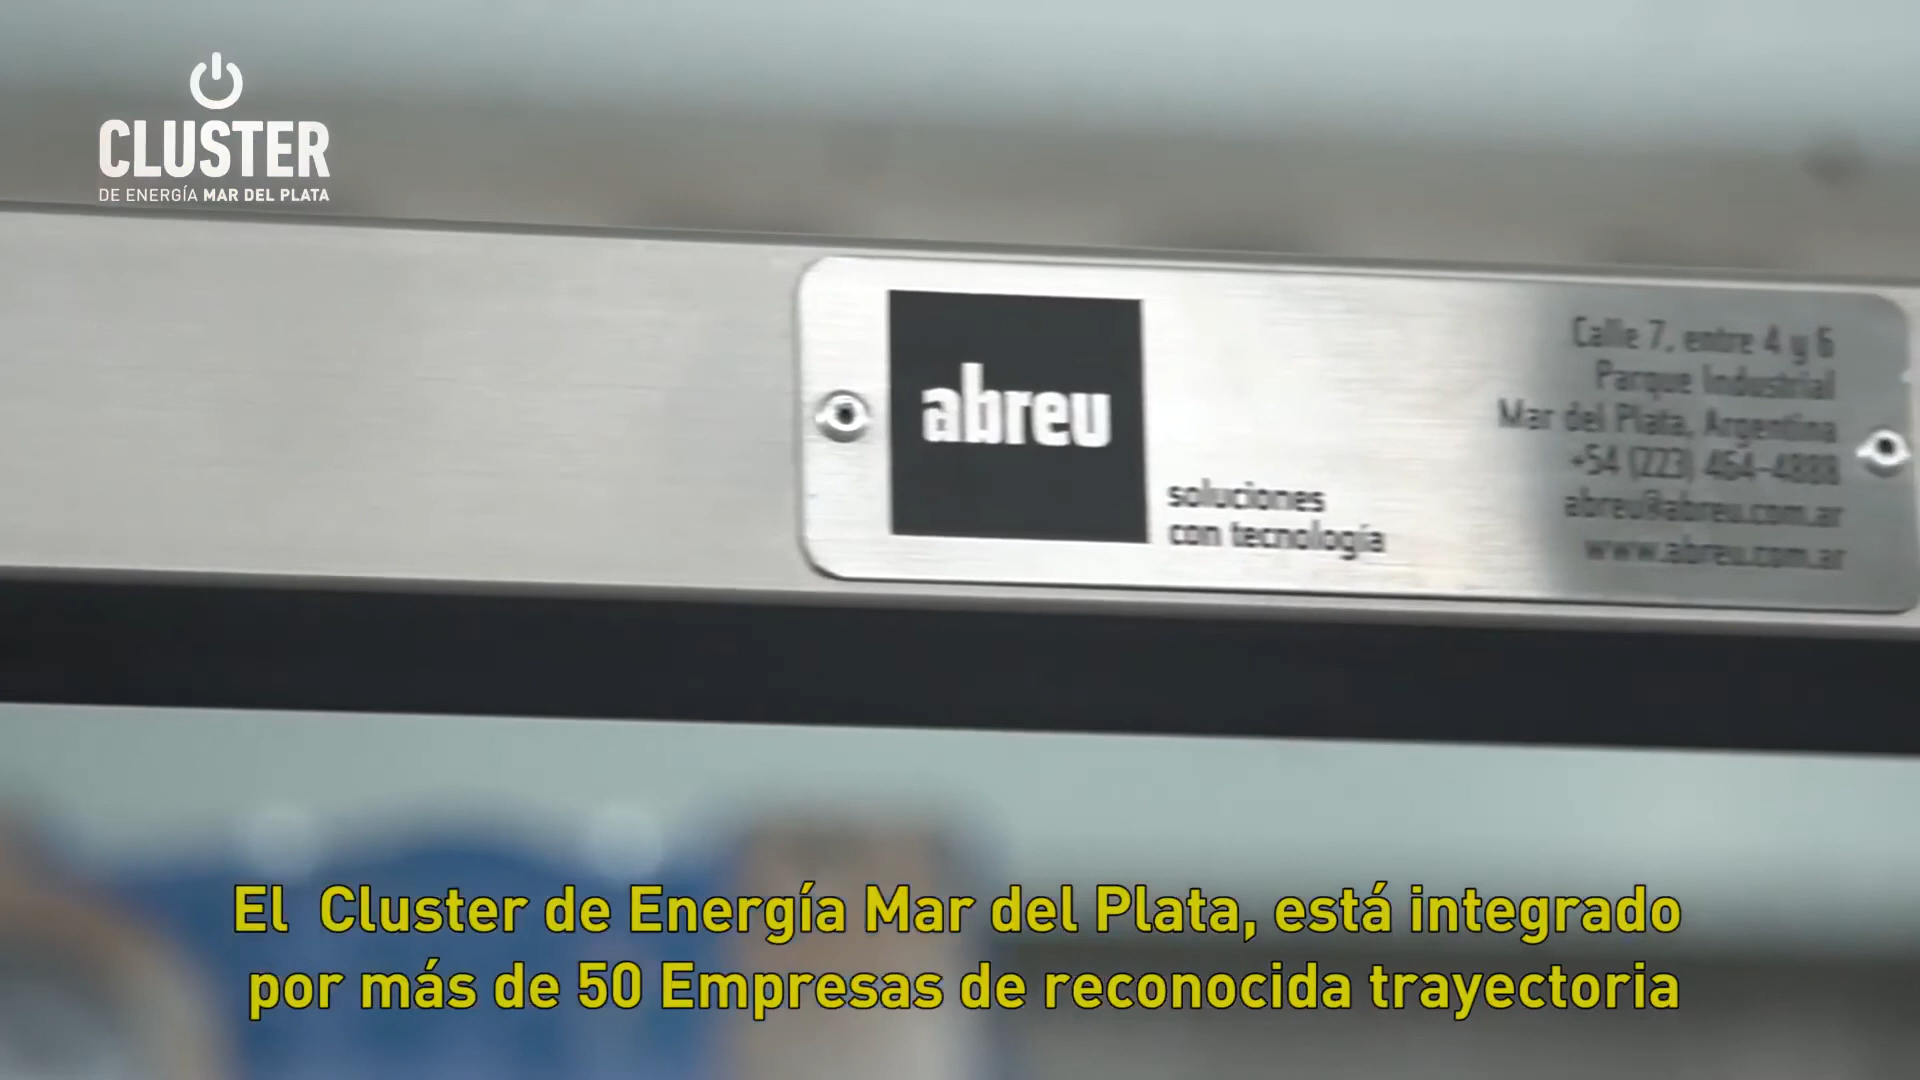 CLUSTER
DE ENERGÍA MAR DEL PLATA
abreu
soluciones
con tecnología
Calle 7, entre 4 y 6
Parque Industrial
Mar del Plata, Argentina
+54 (223) 464-4888
abreu@abreu.com.ar
www.abreu.com.ar
El Cluster de Energía Mar del Plata, está integrado
por más de 50 Empresas de reconocida trayectoria